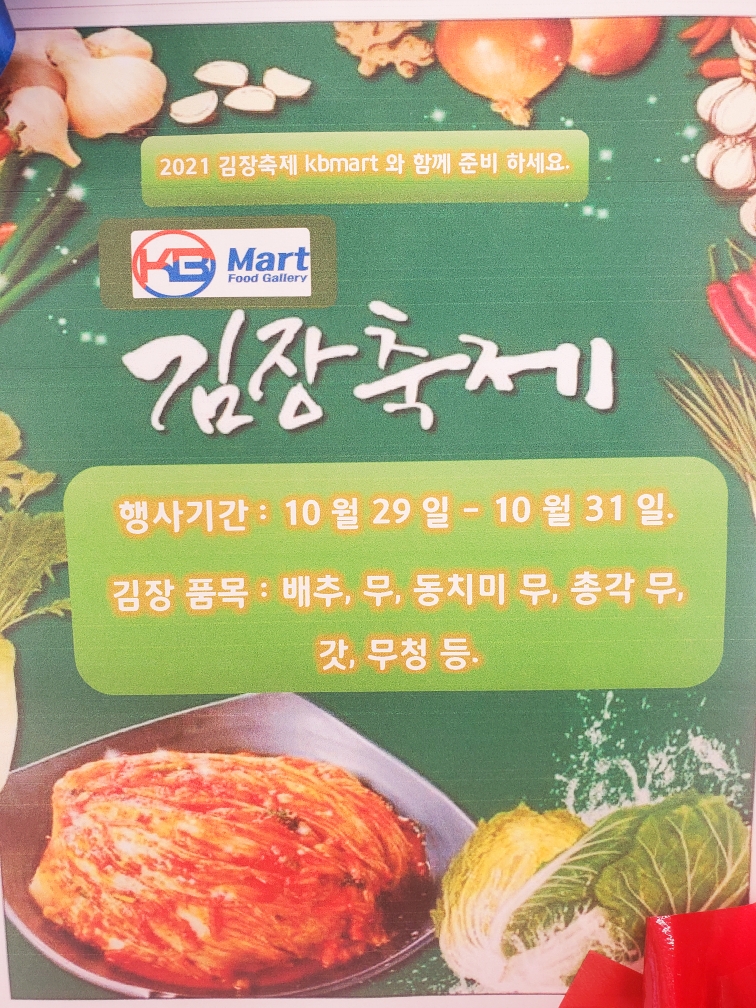 2021 김장축제 kbmart 와 함께 준비 하세요.
KB Mart
Food Gallery
김장축제
행사기간 : 10 월 29 일 - 10 월 31 일.
김장 품목 : 배추, 무, 동치미 무, 총각 무,
갓, 무청 등.